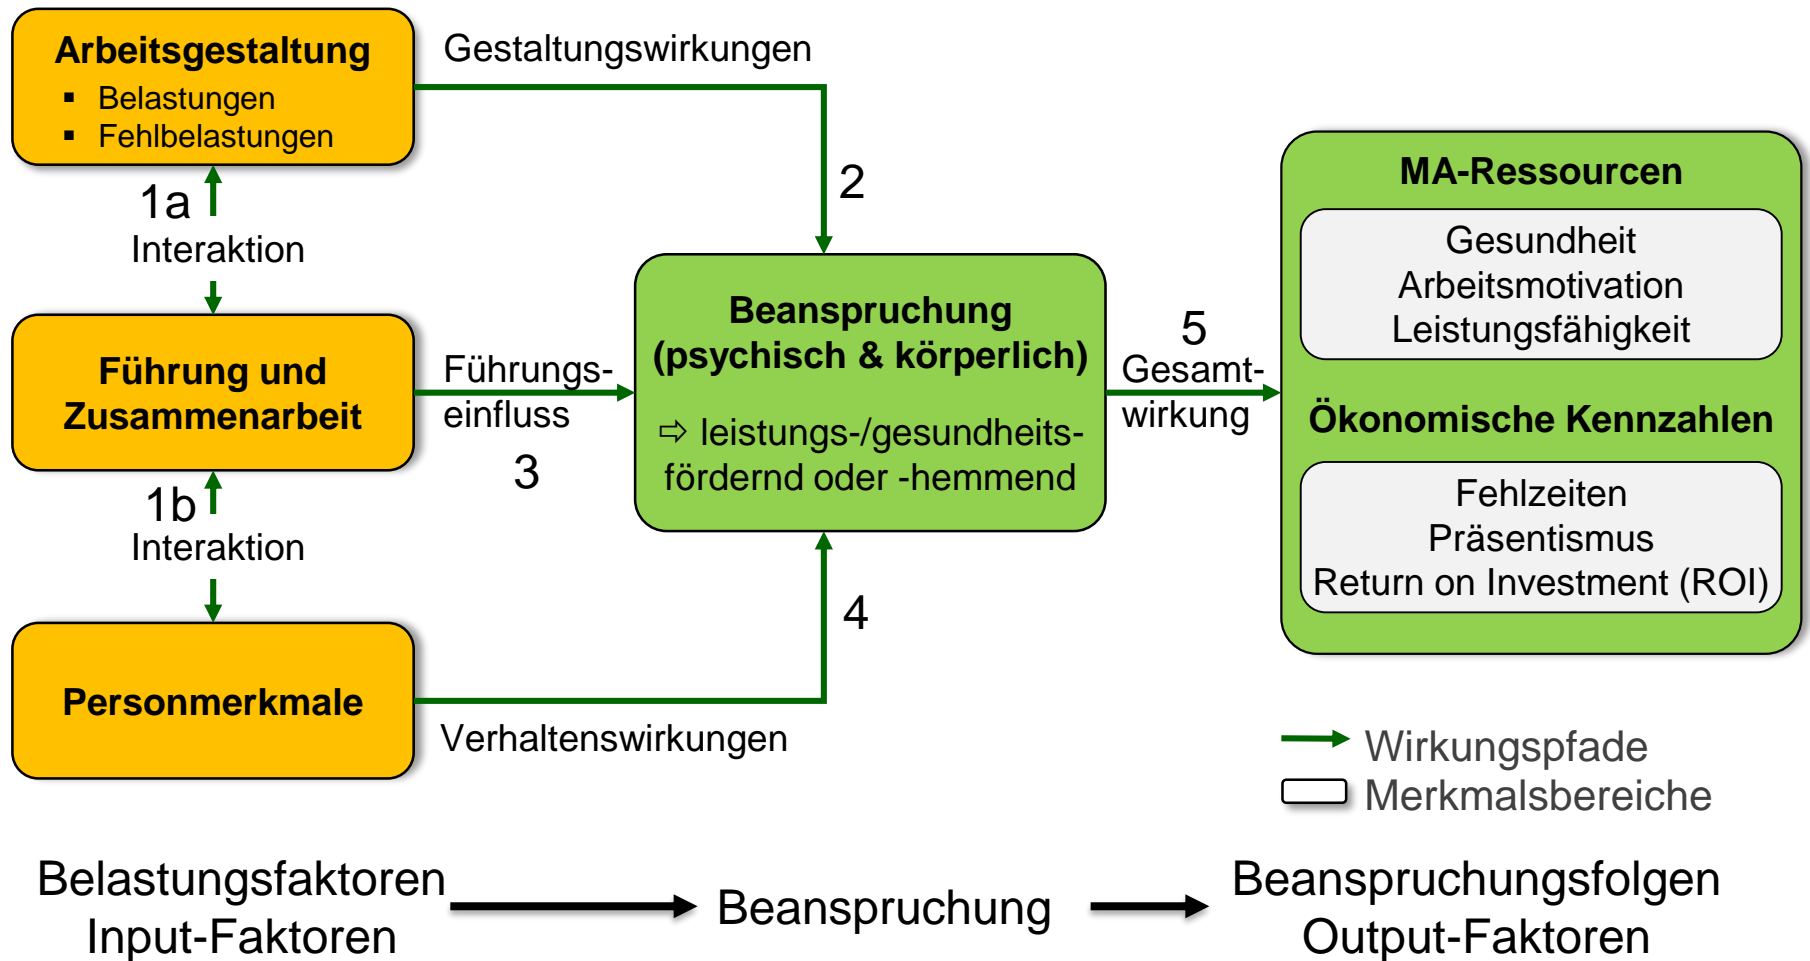 Arbeitsgestaltung
▪ Belastungen
▪ Fehlbelastungen
Gestaltungswirkungen
1a
Interaktion
2
Führung und
Zusammenarbeit
Führungs-
einfluss
3
Beanspruchung
(psychisch & körperlich)
⇨ leistungs-/gesundheits-
fördernd oder -hemmend
5
Gesamt-
wirkung
MA-Ressourcen
Gesundheit
Arbeitsmotivation
Leistungsfähigkeit
Ökonomische Kennzahlen
Fehlzeiten
Präsentismus
Return on Investment (ROI)
1b
Interaktion
4
Personmerkmale
Verhaltenswirkungen
Wirkungspfade
Merkmalsbereiche
Belastungsfaktoren
Input-Faktoren
Beanspruchung
Beanspruchungsfolgen
Output-Faktoren